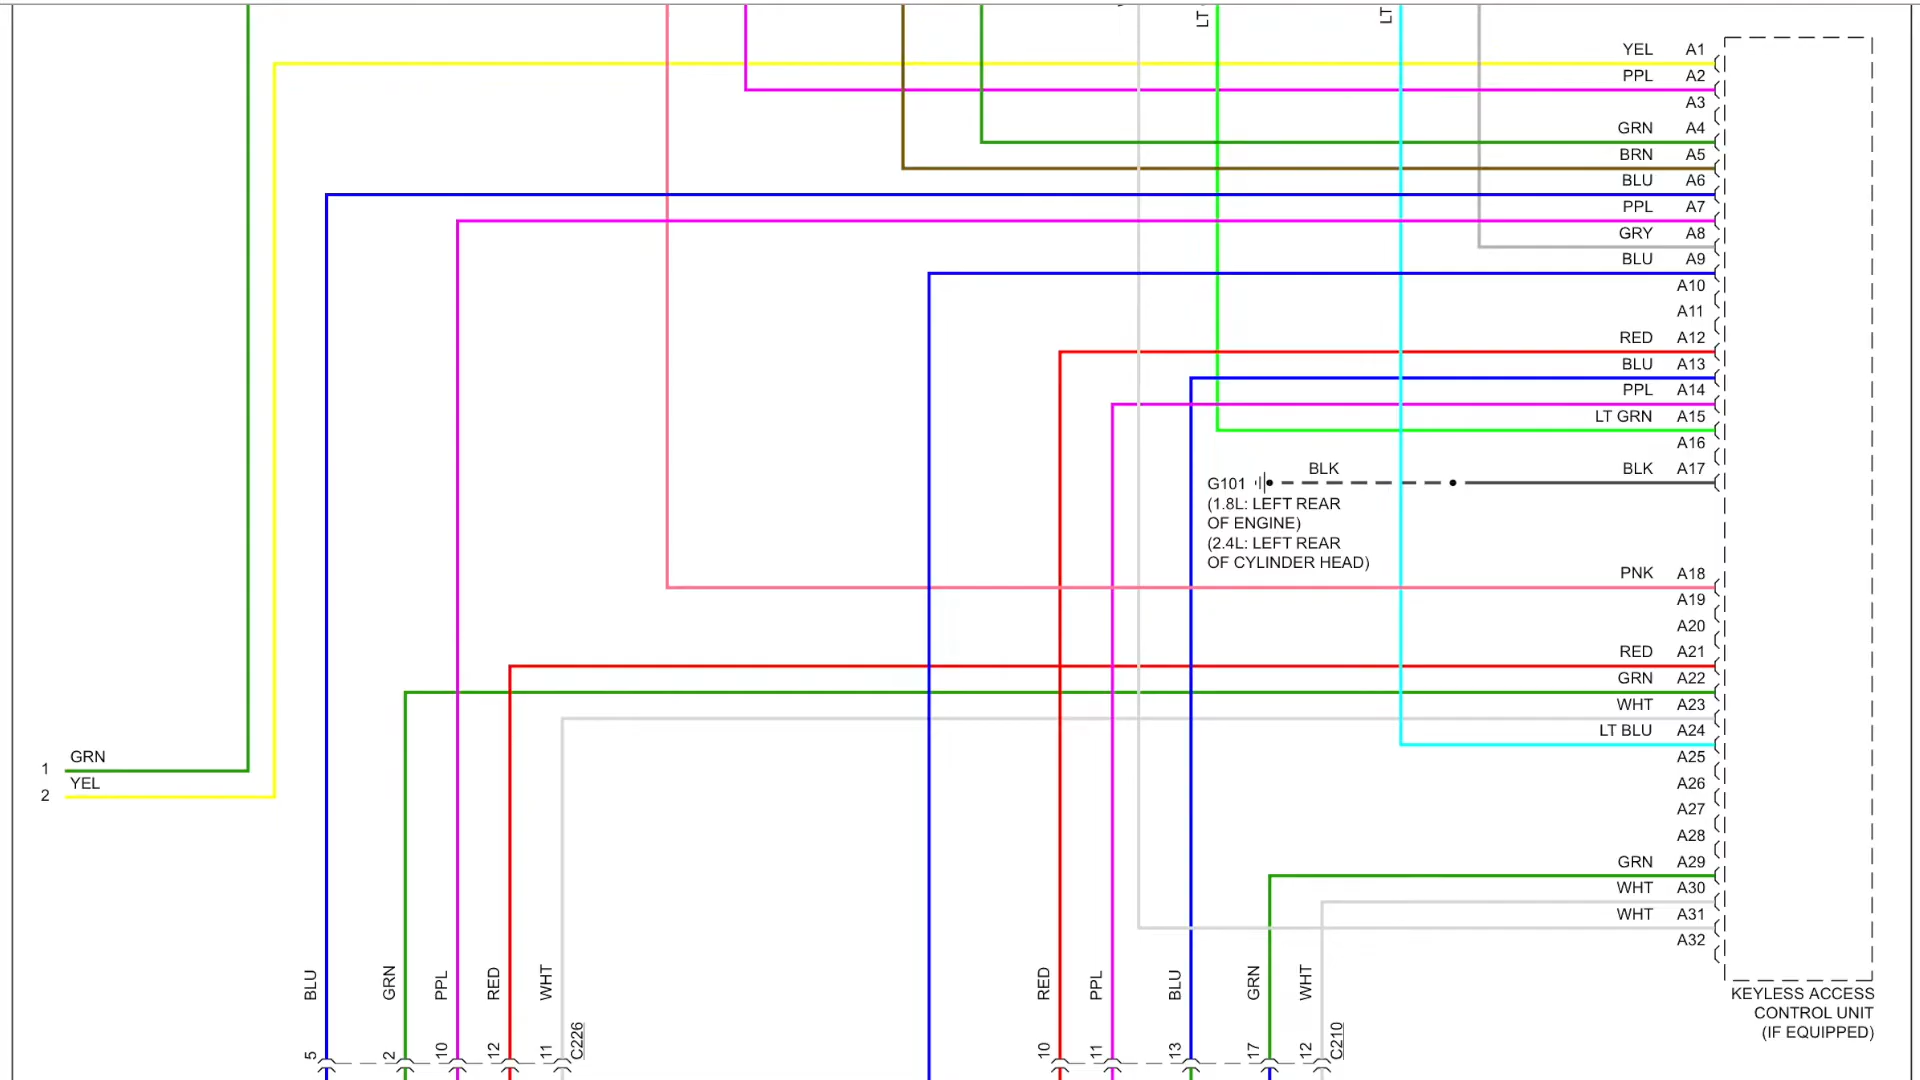 LT
LT
YEL A1
PPL A2
A3
GRN A4
BRN A5
BLU A6
PPL A7
GRY A8
BLU A9
A10
A11
RED A12
BLU A13
PPL A14
LT GRN A15
A16
BLK BLK A17
G101
(1.8L: LEFT REAR
OF ENGINE)
(2.4L: LEFT REAR
OF CYLINDER HEAD)
PNK A18
A19
A20
RED A21
GRN A22
WHT A23
LT BLU A24
A25
A26
A27
A28
GRN A29
WHT A30
WHT A31
A32
1 GRN
2 YEL
KEYLESS ACCESS
CONTROL UNIT
(IF EQUIPPED)
BLU
GRN
PPL
RED
WHT
RED
PPL
BLU
GRN
WHT
5
2
10
12
11
C226
10
11
13
17
12
C210